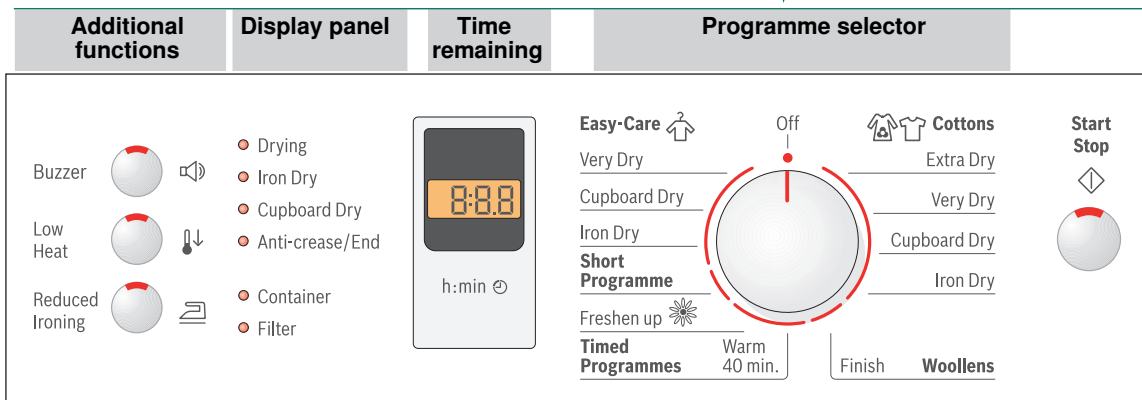 Additional
functions
Display panel
Time
remaining
Programme selector
Buzzer
Low
Heat
Reduced
Ironing
Drying
Iron Dry
Cupboard Dry
Anti-crease/End
Container
Filter
8:8.8
h:min
Easy-Care
Very Dry
Cupboard Dry
Iron Dry
Short
Programme
Freshen up
Timed
Programmes
Warm
40 min.
Off
Cottons
Extra Dry
Very Dry
Cupboard Dry
Iron Dry
Finish Woollens
Start
Stop